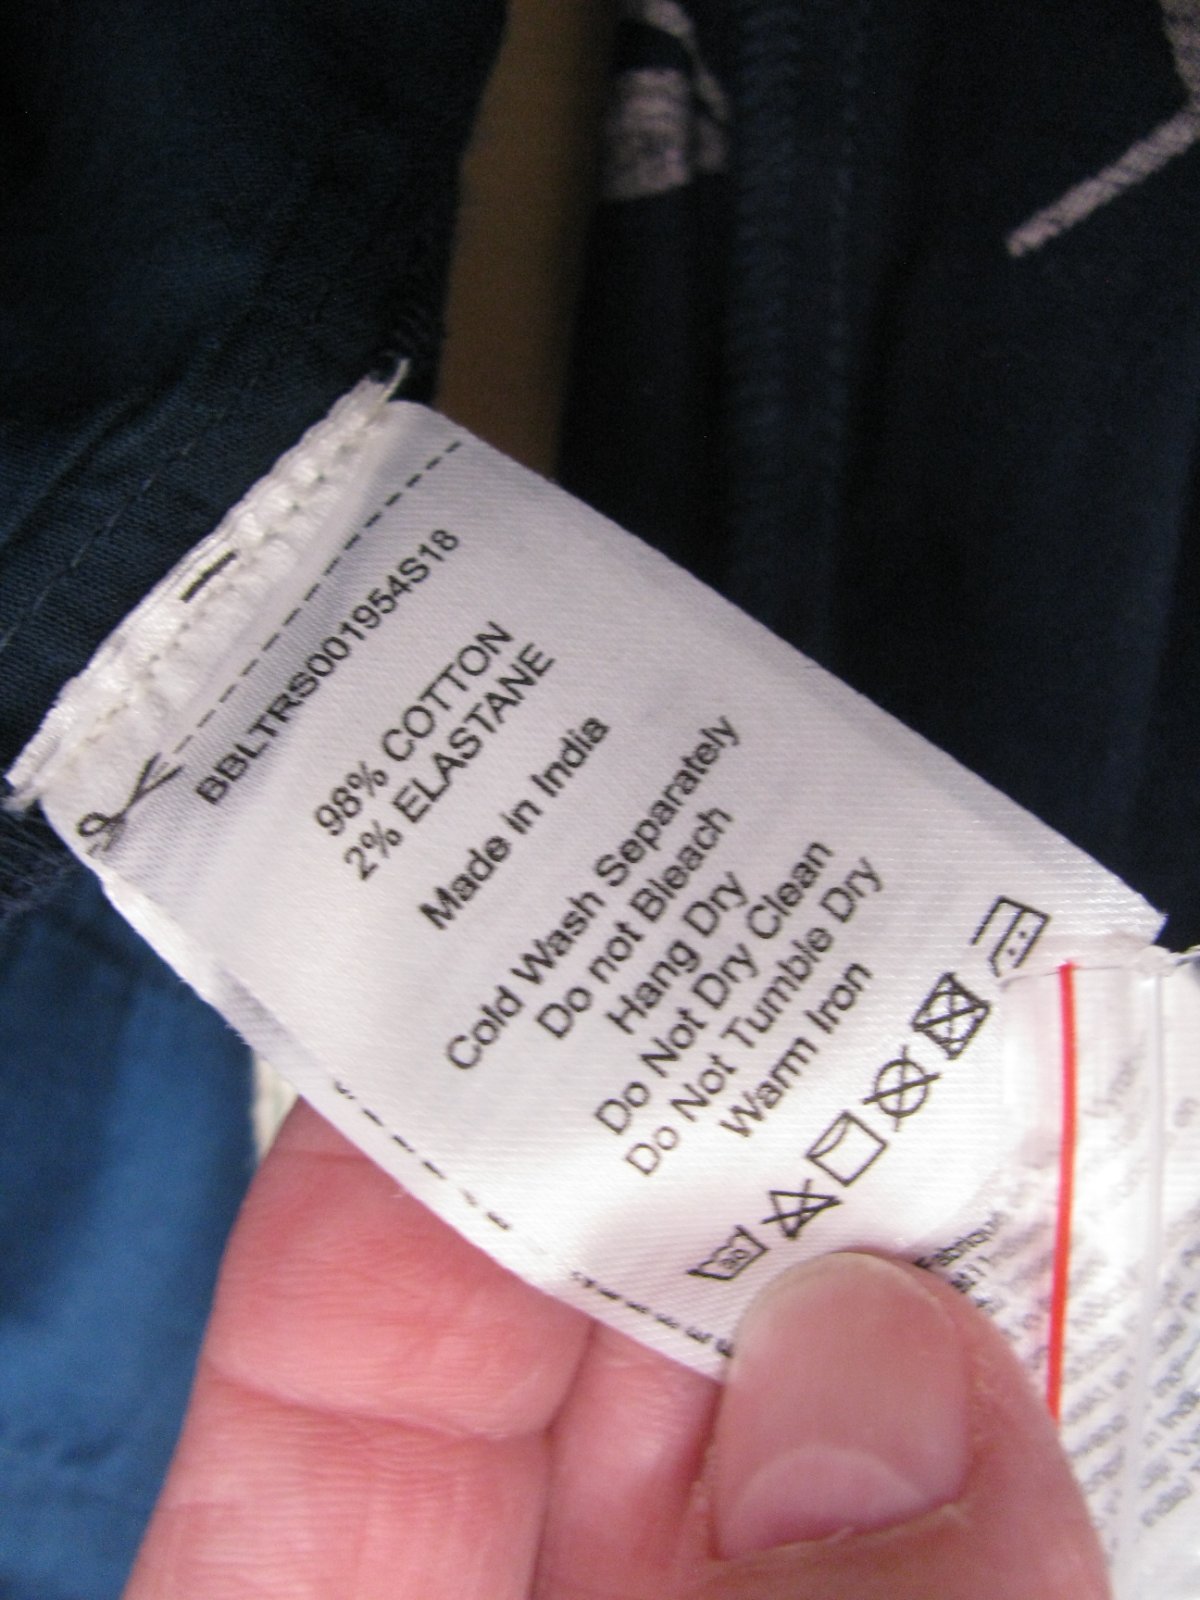 BBLTRS001954S18
98% COTTON
2% ELASTANE
Made in India
Cold Wash Separately
Do not Bleach
Hang Dry
Do Not Dry Clean
Do Not Tumble Dry
Warm Iron
30